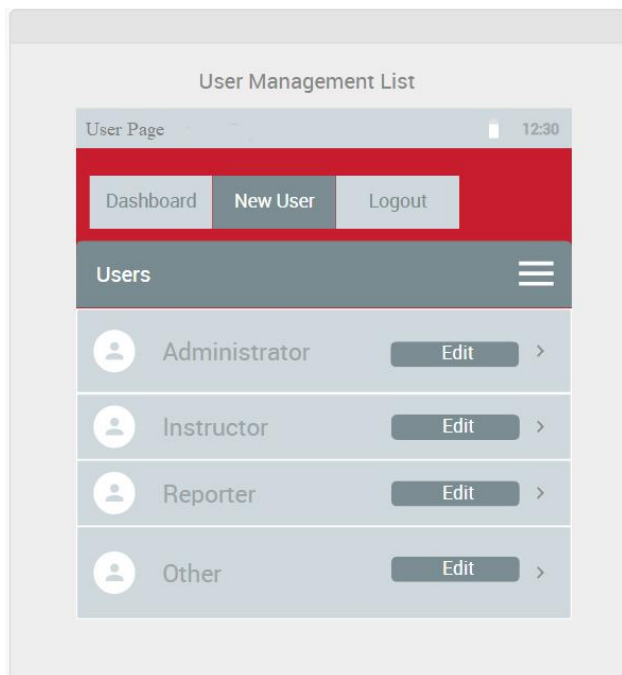 User Management List
User Page 12:30
Dashboard New User Logout
Users
Administrator Edit
Instructor Edit
Reporter Edit
Other Edit